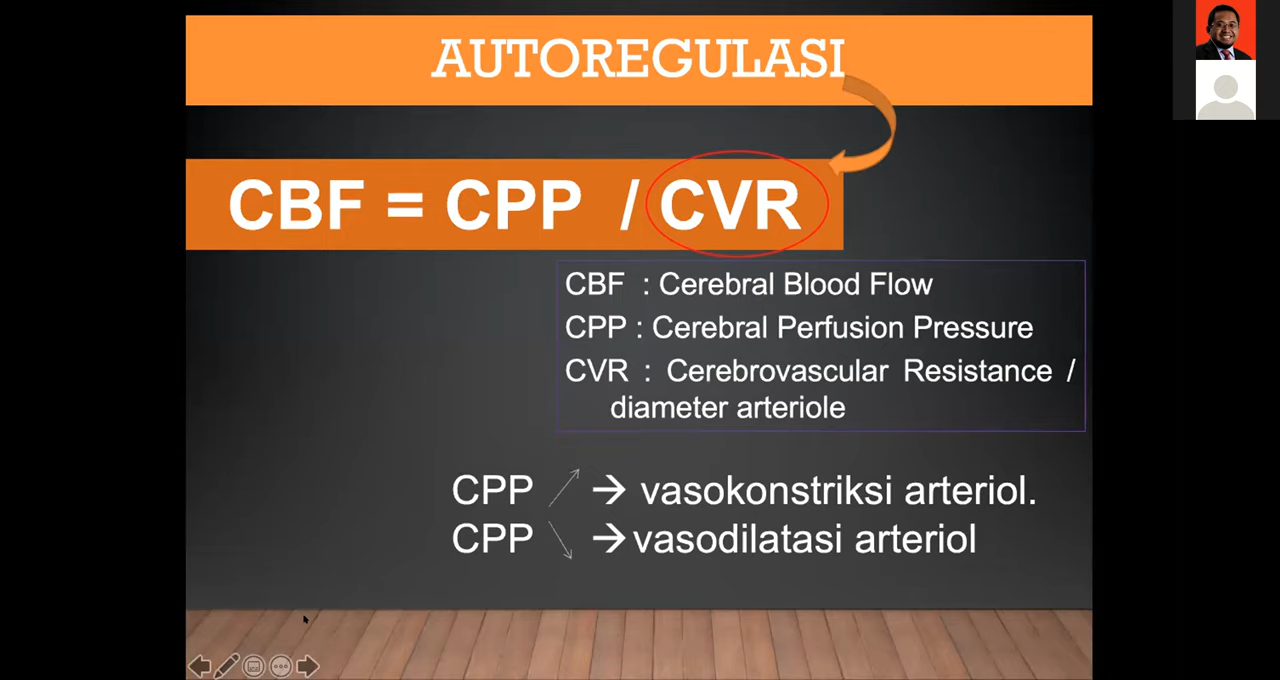 AUTOREGULASI
CBF = CPP / CVR
CBF : Cerebral Blood Flow
CPP : Cerebral Perfusion Pressure
CVR : Cerebrovascular Resistance /
diameter arteriole
CPP ↗ → vasokonstriksi arteriol.
CPP ↘ → vasodilatasi arteriol